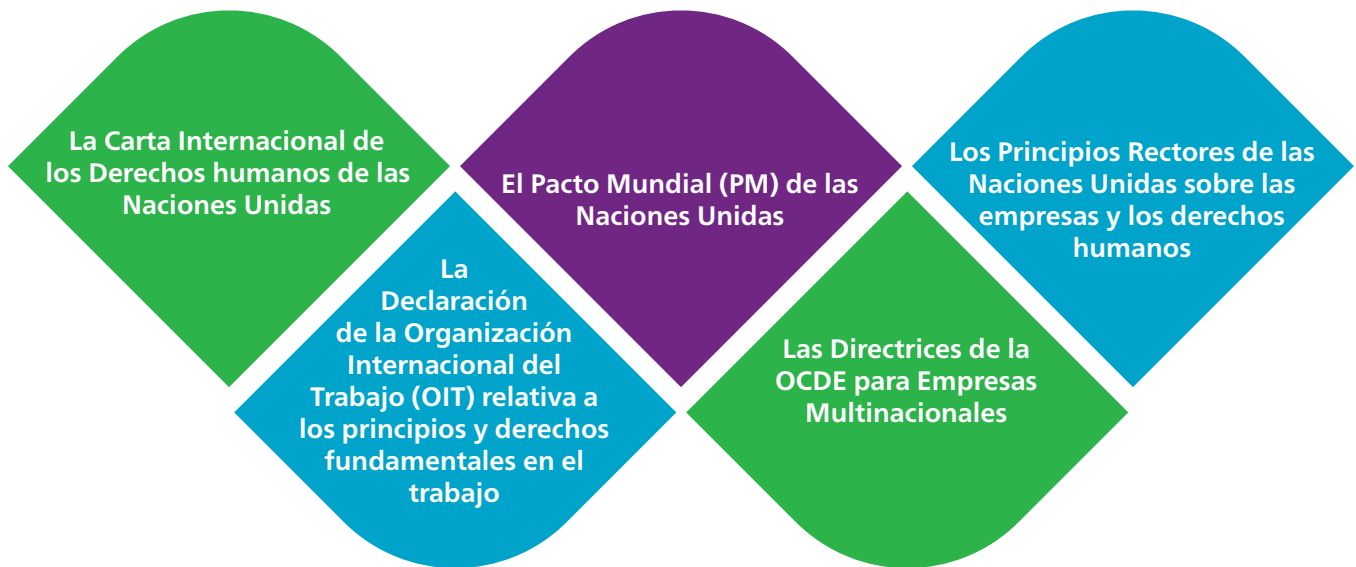 La Carta Internacional de
los Derechos humanos de las
Naciones Unidas
La
Declaración
de la Organización
Internacional del
Trabajo (OIT) relativa a
los principios y derechos
fundamentales en el
trabajo
El Pacto Mundial (PM) de las
Naciones Unidas
Las Directrices de la
OCDE para Empresas
Multinacionales
Los Principios Rectores de las
Naciones Unidas sobre las
empresas y los derechos
humanos